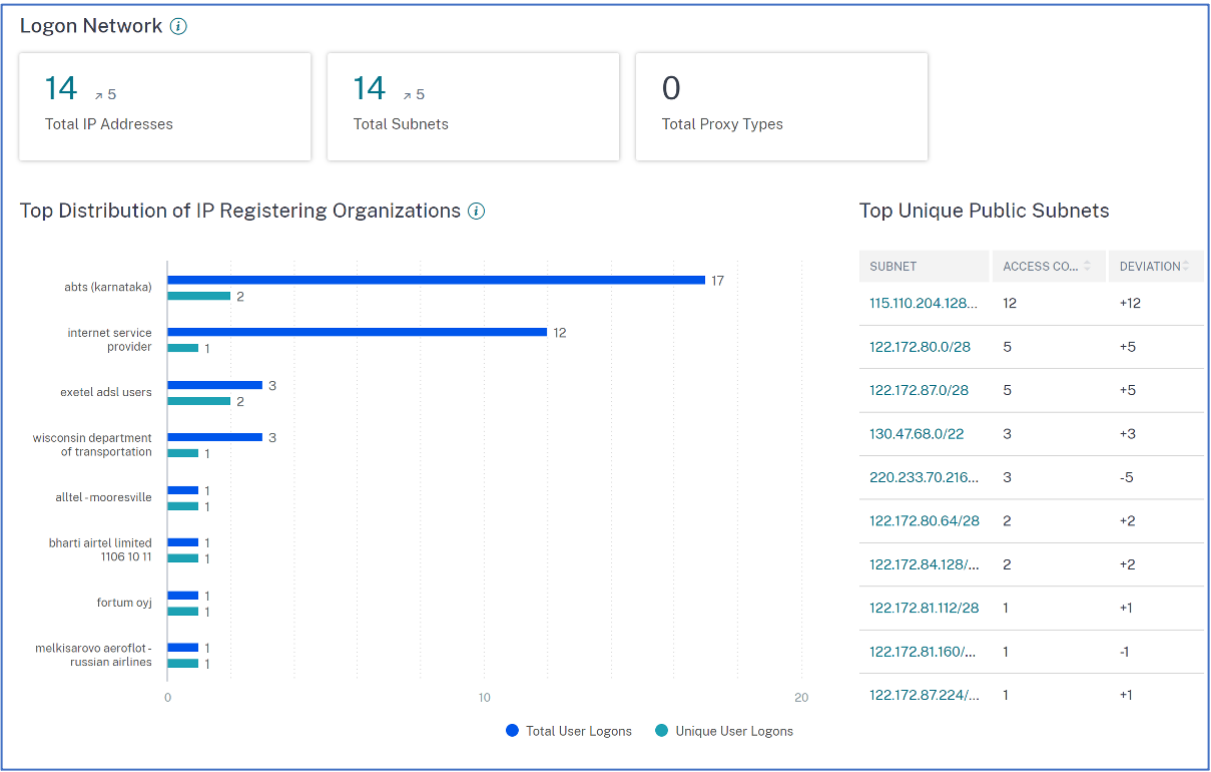 Logon Network
14 ↗ 5
Total IP Addresses
14 ↗ 5
Total Subnets
0
Total Proxy Types
Top Distribution of IP Registering Organizations
abts (karnataka)
17
2
internet service
provider
12
1
exetel adsl users
3
2
wisconsin department
of transportation
3
1
alltel - mooresville
1
1
bharti airtel limited
1106 10 11
1
1
fortum oyj
1
1
melkisarovo aeroflot -
russian airlines
1
1
0 10 20
Total User Logons Unique User Logons
Top Unique Public Subnets
SUBNET ACCESS CO... DEVIATION
115.110.204.128... 12 +12
122.172.80.0/28 5 +5
122.172.87.0/28 5 +5
130.47.68.0/22 3 +3
220.233.70.216... 3 -5
122.172.80.64/28 2 +2
122.172.84.128/... 2 +2
122.172.81.112/28 1 +1
122.172.81.160/... 1 -1
122.172.87.224/... 1 +1